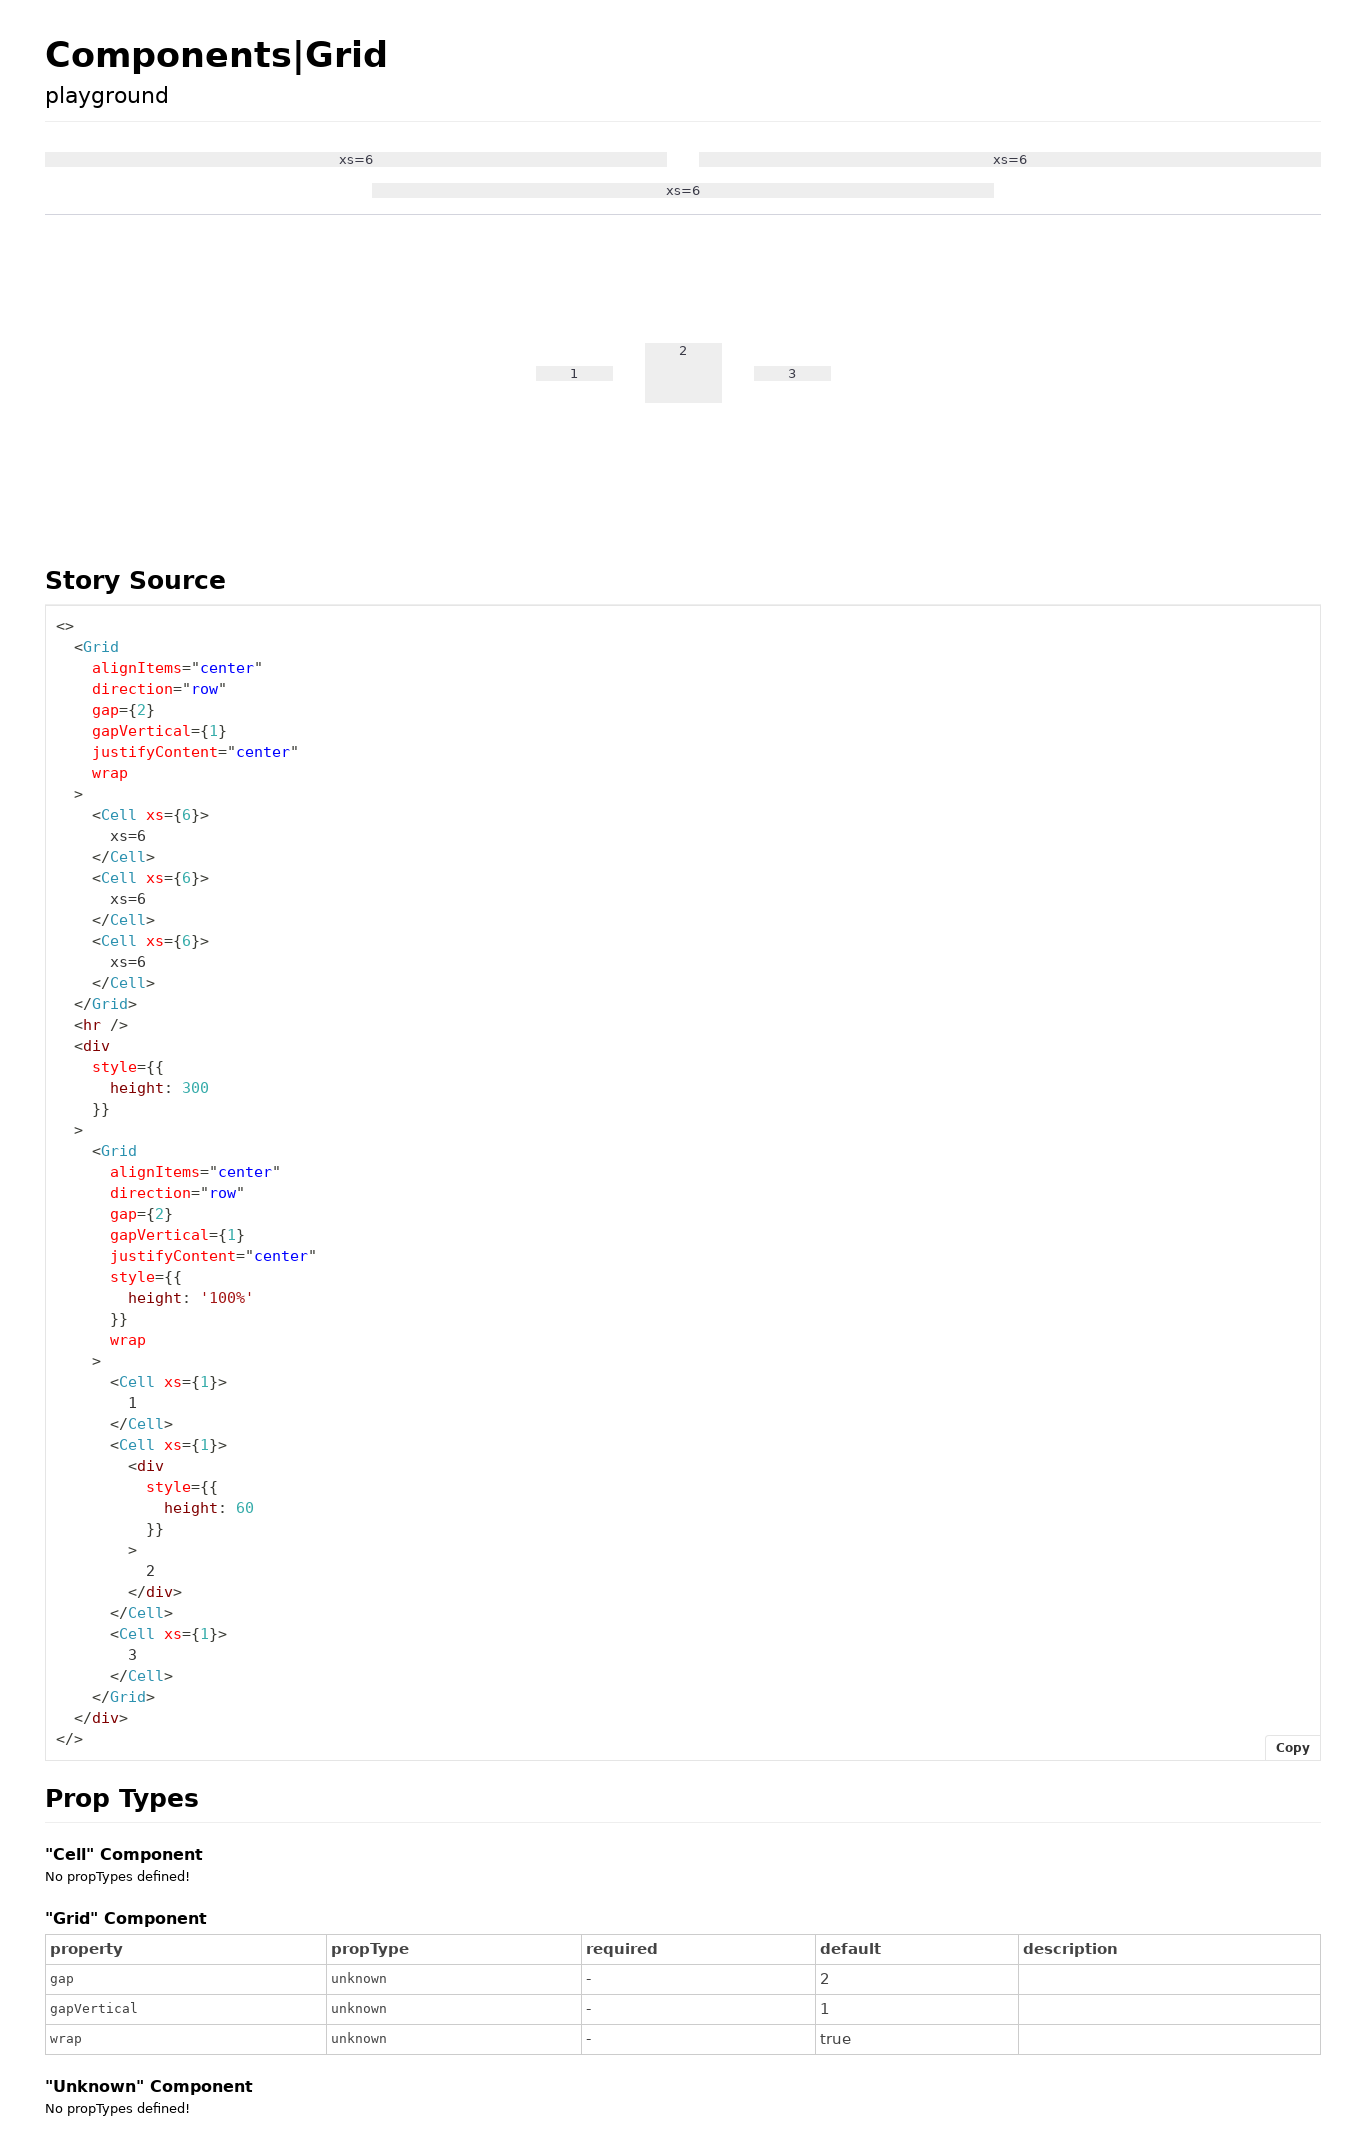 Components|Grid
playground
xs=6 xs=6
xs=6
2
1 3
Story Source
<>
  <Grid
    alignItems="center"
    direction="row"
    gap={2}
    gapVertical={1}
    justifyContent="center"
    wrap
  >
    <Cell xs={6}>
      xs=6
    </Cell>
    <Cell xs={6}>
      xs=6
    </Cell>
    <Cell xs={6}>
      xs=6
    </Cell>
  </Grid>
  <hr />
  <div
    style={{
      height: 300
    }}
  >
    <Grid
      alignItems="center"
      direction="row"
      gap={2}
      gapVertical={1}
      justifyContent="center"
      style={{
        height: '100%'
      }}
      wrap
    >
      <Cell xs={1}>
        1
      </Cell>
      <Cell xs={1}>
        <div
          style={{
            height: 60
          }}
        >
          2
        </div>
      </Cell>
      <Cell xs={1}>
        3
      </Cell>
    </Grid>
  </div>
</>
Copy
Prop Types
"Cell" Component
No propTypes defined!
"Grid" Component
property propType required default description
gap unknown - 2
gapVertical unknown - 1
wrap unknown - true
"Unknown" Component
No propTypes defined!